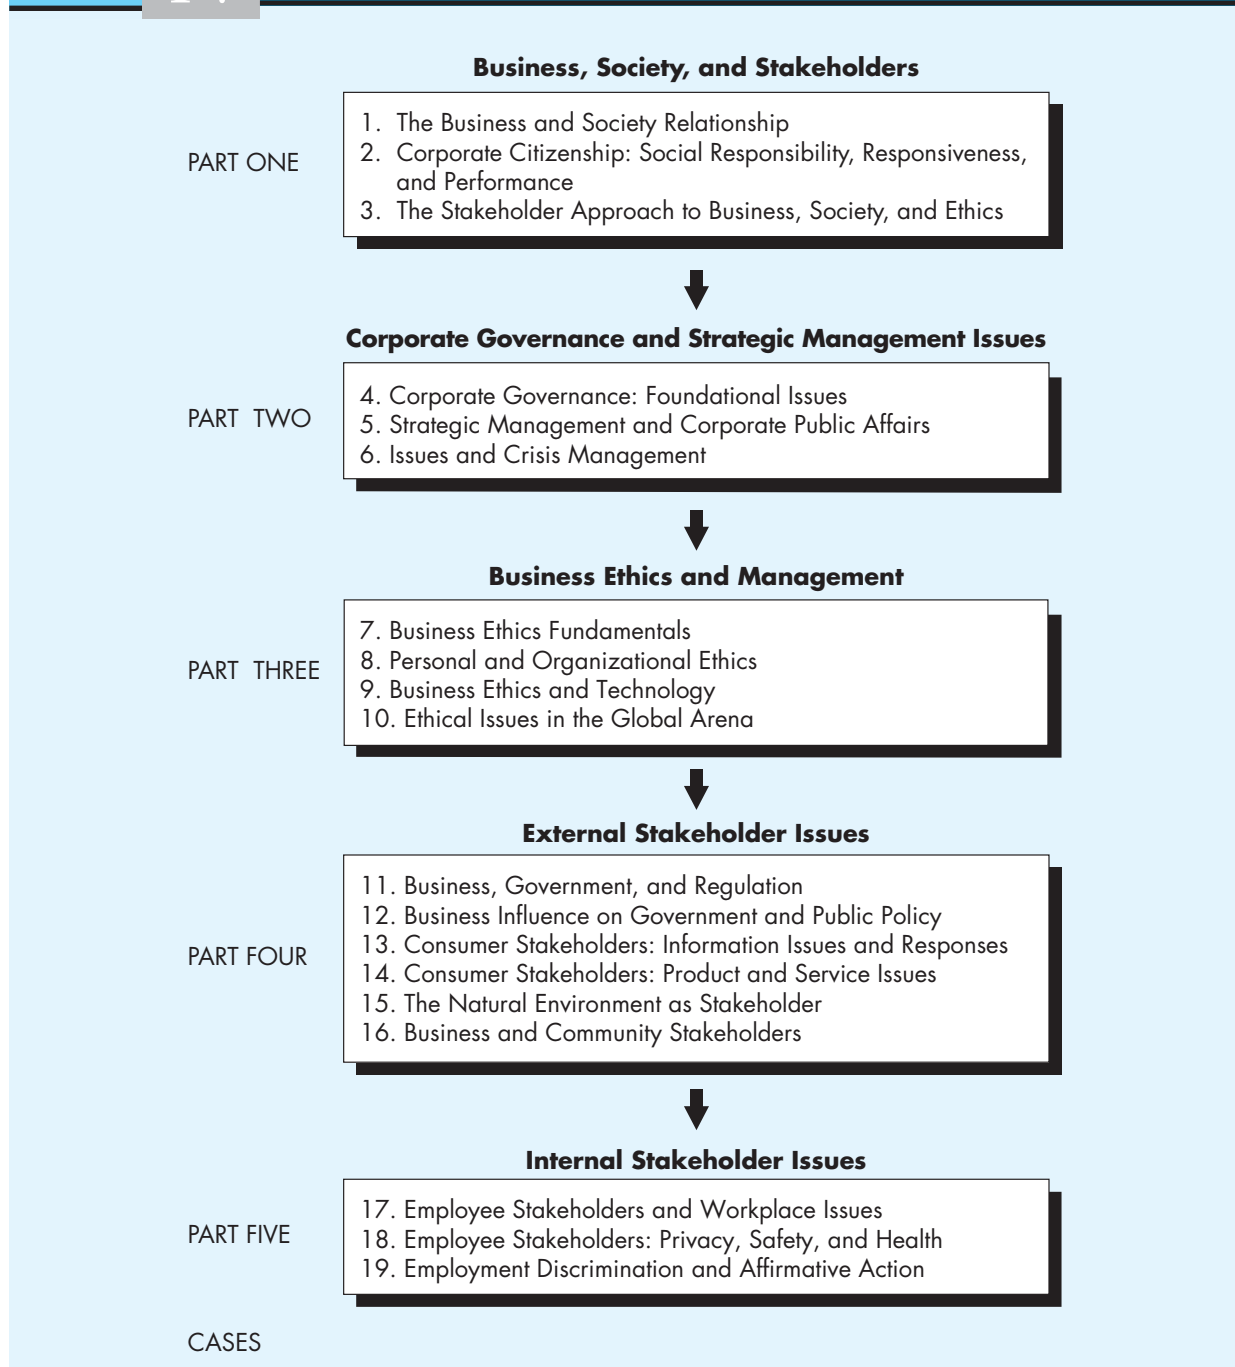 Business, Society, and Stakeholders
PART ONE
1. The Business and Society Relationship
2. Corporate Citizenship: Social Responsibility, Responsiveness,
and Performance
3. The Stakeholder Approach to Business, Society, and Ethics
Corporate Governance and Strategic Management Issues
PART TWO
4. Corporate Governance: Foundational Issues
5. Strategic Management and Corporate Public Affairs
6. Issues and Crisis Management
Business Ethics and Management
PART THREE
7. Business Ethics Fundamentals
8. Personal and Organizational Ethics
9. Business Ethics and Technology
10. Ethical Issues in the Global Arena
External Stakeholder Issues
PART FOUR
11. Business, Government, and Regulation
12. Business Influence on Government and Public Policy
13. Consumer Stakeholders: Information Issues and Responses
14. Consumer Stakeholders: Product and Service Issues
15. The Natural Environment as Stakeholder
16. Business and Community Stakeholders
Internal Stakeholder Issues
PART FIVE
17. Employee Stakeholders and Workplace Issues
18. Employee Stakeholders: Privacy, Safety, and Health
19. Employment Discrimination and Affirmative Action
CASES